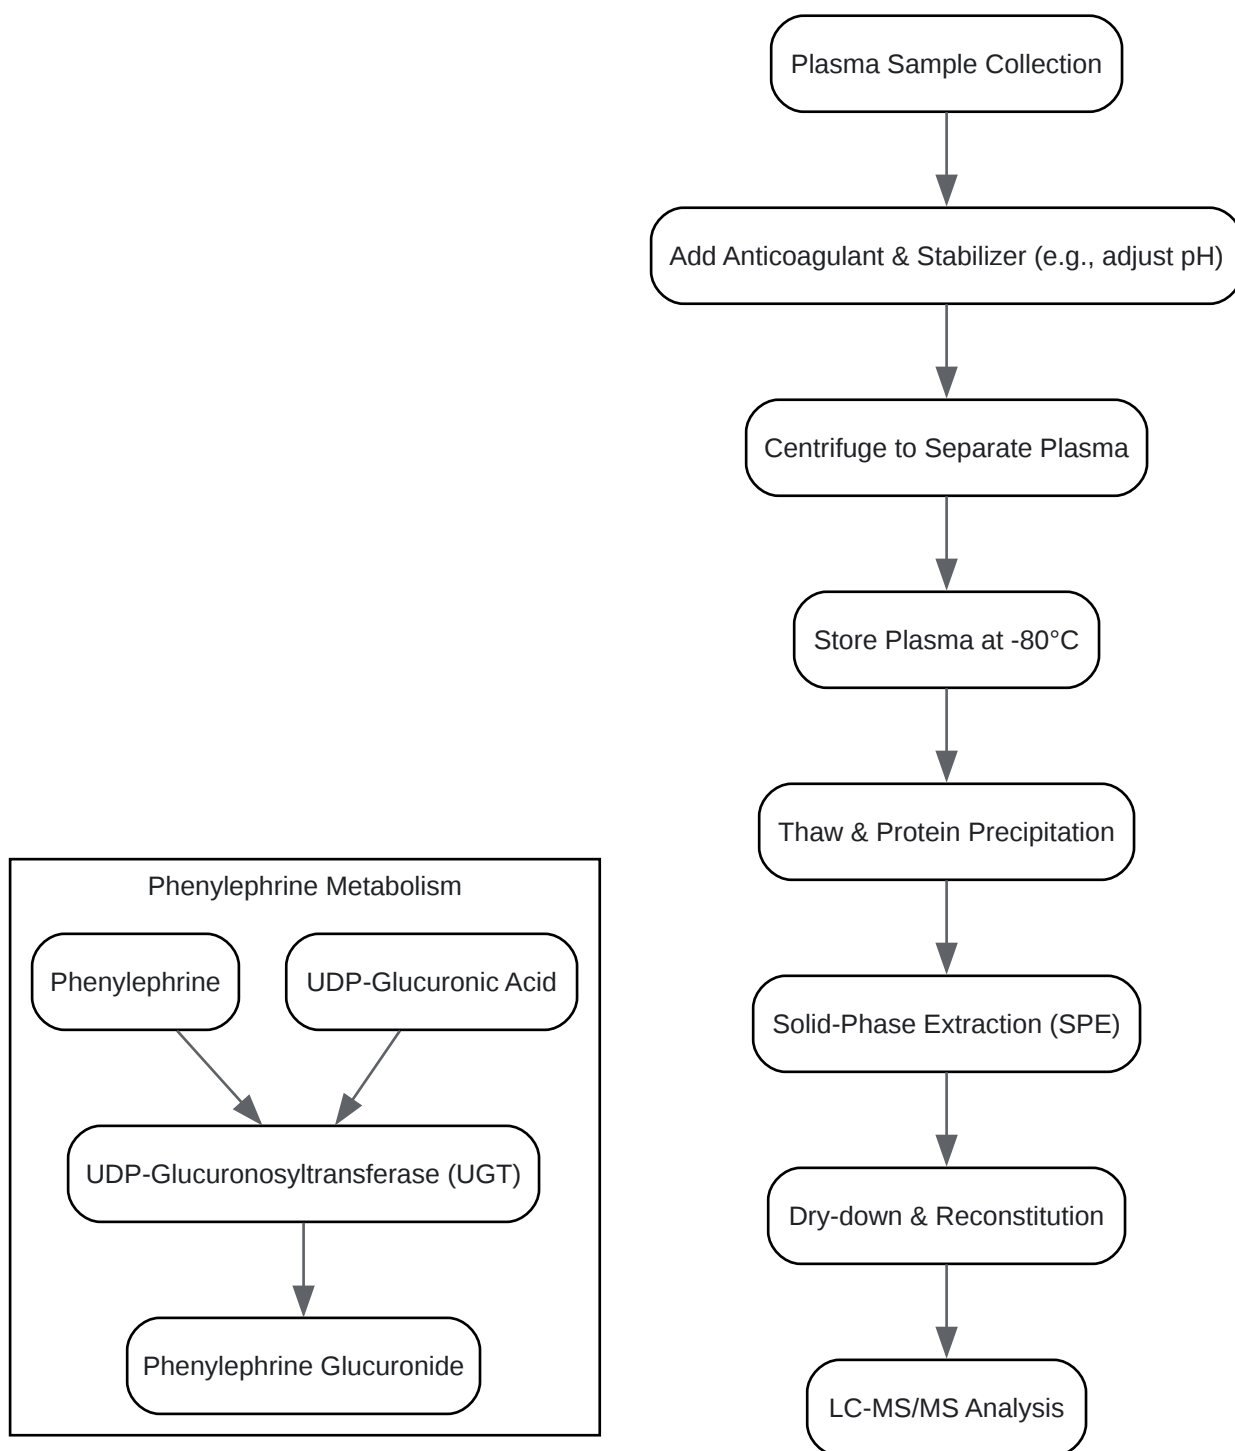 Plasma Sample Collection
Add Anticoagulant & Stabilizer (e.g., adjust pH)
Centrifuge to Separate Plasma
Store Plasma at -80°C
Thaw & Protein Precipitation
Solid-Phase Extraction (SPE)
Dry-down & Reconstitution
LC-MS/MS Analysis
Phenylephrine Metabolism
Phenylephrine
UDP-Glucuronic Acid
UDP-Glucuronosyltransferase (UGT)
Phenylephrine Glucuronide